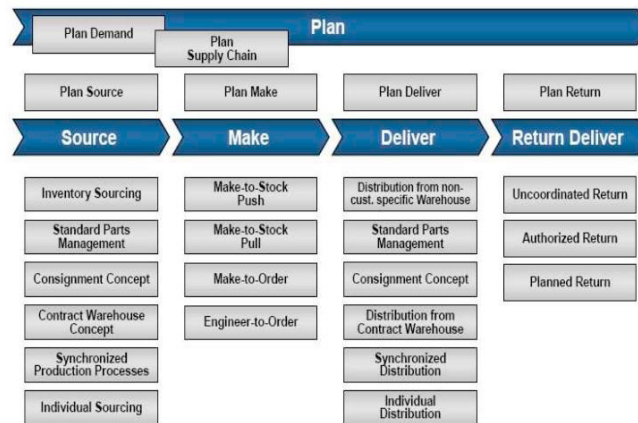 Plan
Plan Demand
Plan
Supply Chain
Plan Source
Plan Make
Plan Deliver
Plan Return
Source
Make
Deliver
Return Deliver
Inventory Sourcing
Standard Parts
Management
Consignment Concept
Contract Warehouse
Concept
Synchronized
Production Processes
Individual Sourcing
Make-to-Stock
Push
Make-to-Stock
Pull
Make-to-Order
Engineer-to-Order
Distribution from non-
cust. specific Warehouse
Standard Parts
Management
Consignment Concept
Distribution from
Contract Warehouse
Synchronized
Distribution
Individual
Distribution
Uncoordinated Return
Authorized Return
Planned Return